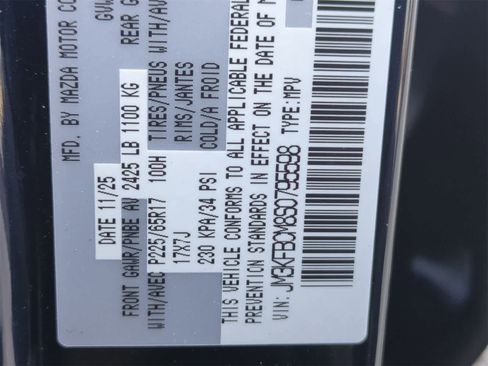 MFD. BY MAZDA MOTOR CO
DATE 11/25 GVW
FRONT GAWR/PNBE AV 2425 LB 1100 KG REAR G
WITH/AVEC P225/65R17 100H TIRES/PNEUS WITH/AV
17X7J RIMS/JANTES
230 KPA/34 PSI COLD/A FROID
THIS VEHICLE CONFORMS TO ALL APPLICABLE FEDERAL
PREVENTION STANDARDS IN EFFECT ON THE DATE OF M
VIN: JM3KFBCM8S0795598 TYPE: MPV